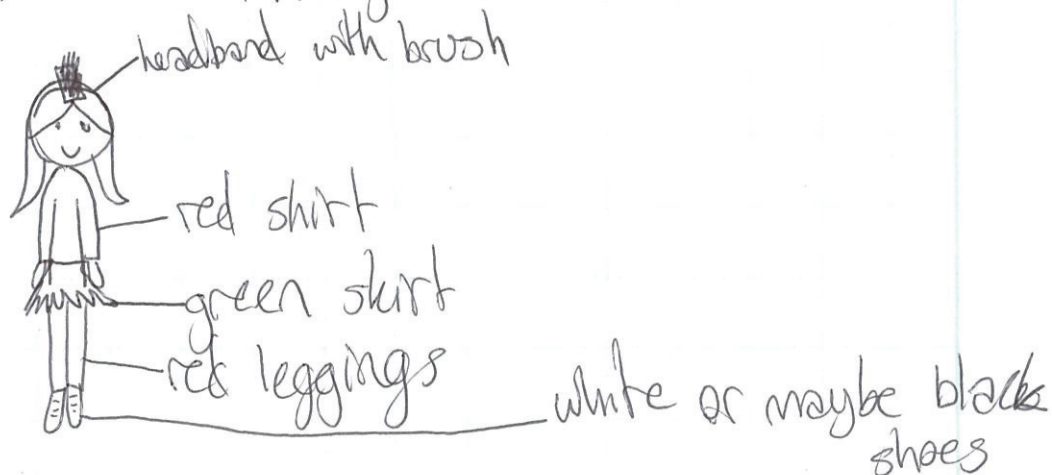 headband with brush
red shirt
green skirt
red leggings
white or maybe black
shoes